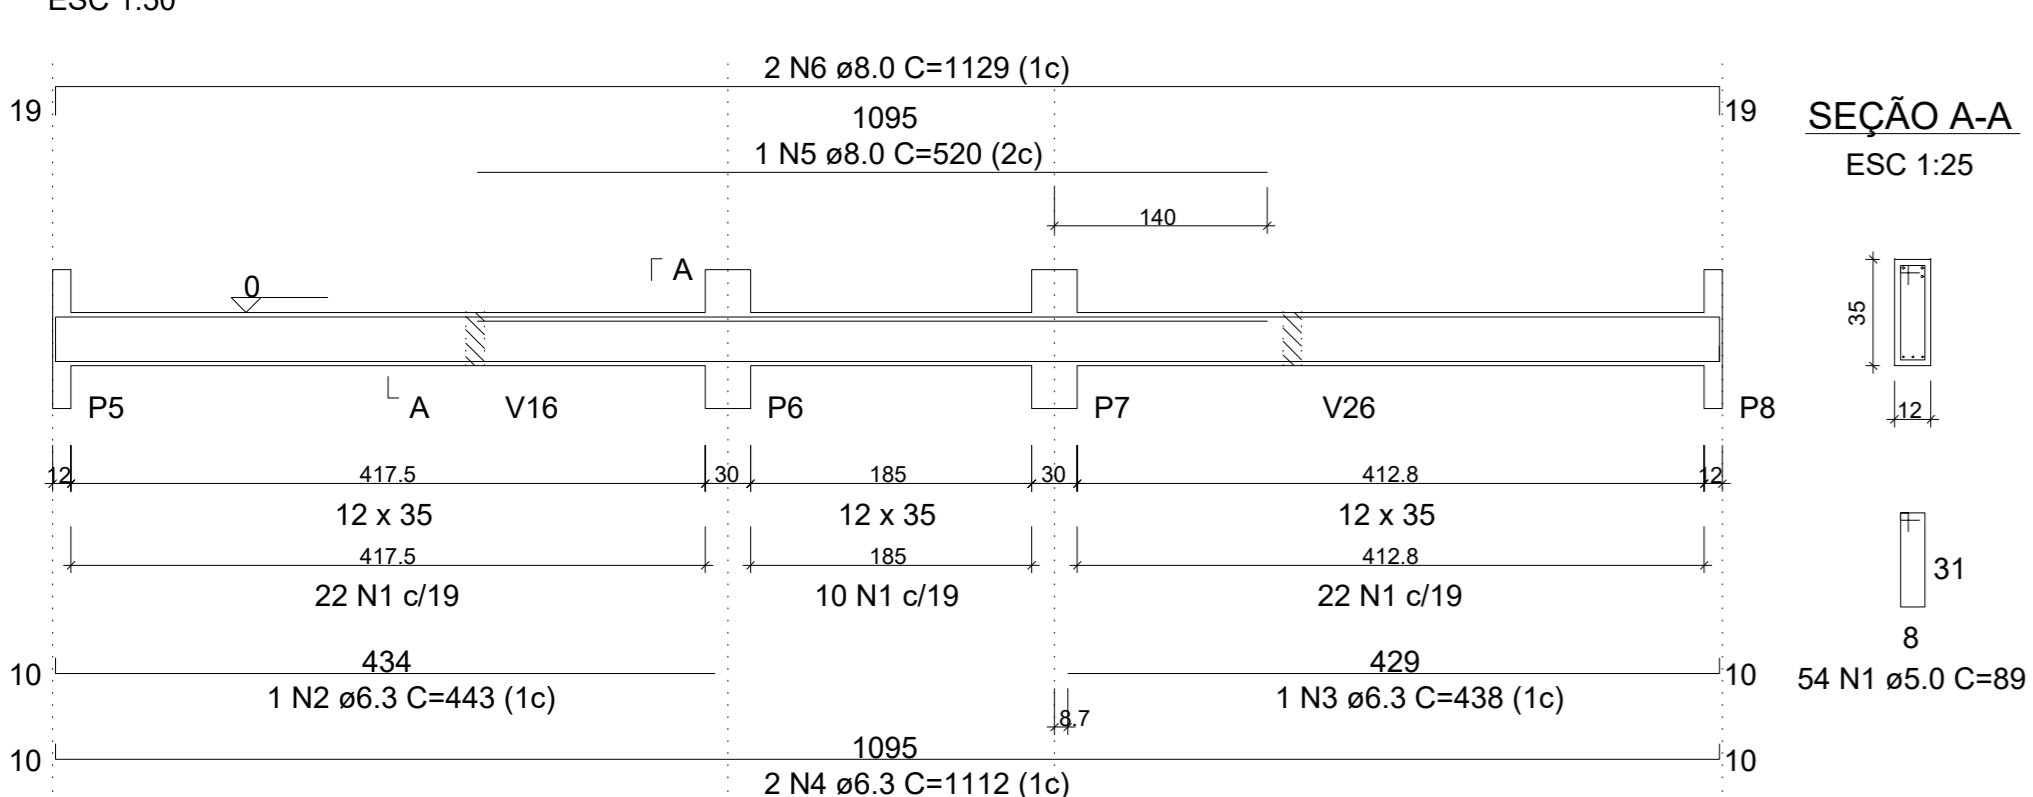 ESC 1:50
2 N6 ø8.0 C=1129 (1c)
19
19
1095
1 N5 ø8.0 C=520 (2c)
140
SEÇÃO A-A
ESC 1:25
A
0
35
12
P5
A
V16
P6
P7
V26
P8
12
417.5
30
185
30
412.8
12
12 x 35
12 x 35
12 x 35
417.5
185
412.8
22 N1 c/19
10 N1 c/19
22 N1 c/19
31
8
54 N1 ø5.0 C=89
10
434
1 N2 ø6.3 C=443 (1c)
429
10
1 N3 ø6.3 C=438 (1c)
8.7
10
1095
10
2 N4 ø6.3 C=1112 (1c)